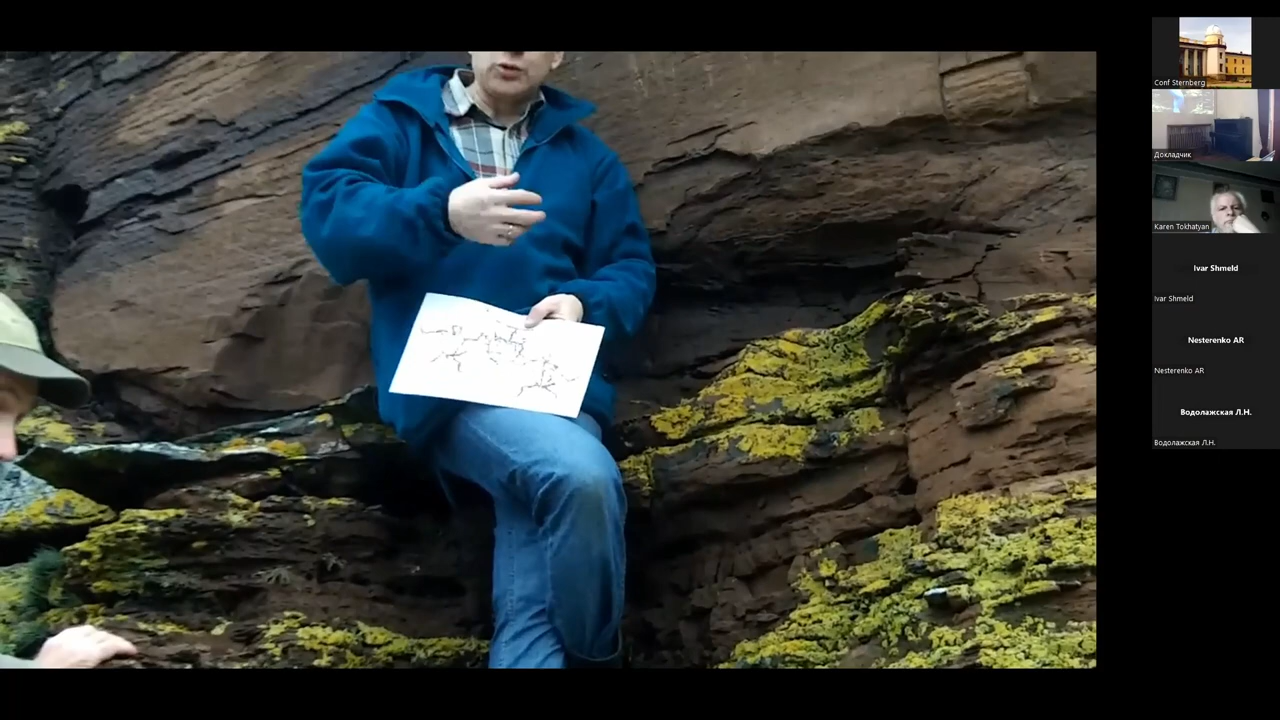 Conf Sternberg
Докладчик
Karen Tokhatyan
Ivar Shmeld
Ivar Shmeld
Nesterenko AR
Nesterenko AR
Водолажская Л.Н.
Водолажская Л.Н.